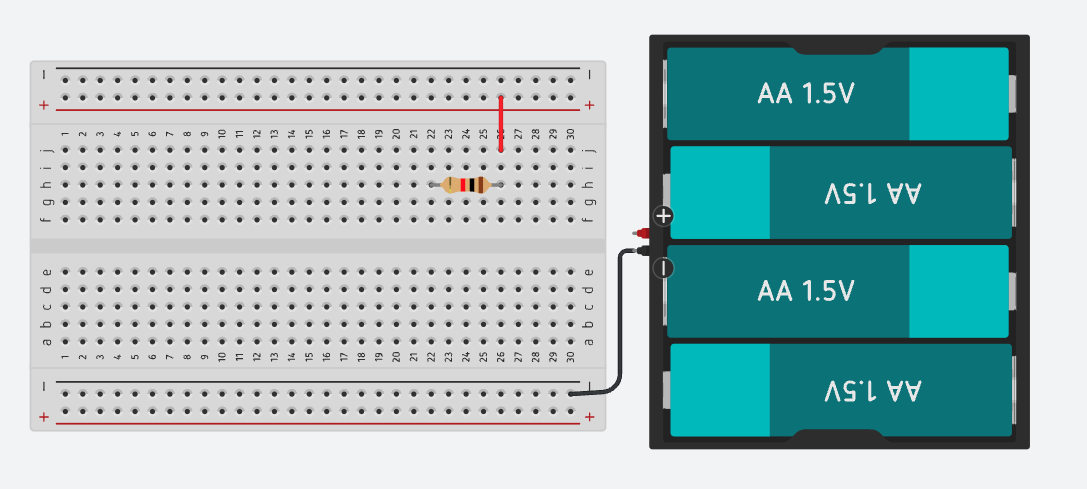 − −
+ +
1 2 3 4 5 6 7 8 9 10 11 12 13 14 15 16 17 18 19 20 21 22 23 24 25 26 27 28 29 30
j j
i i
h h
g g
f f
e e
d d
c c
b b
a a
1 2 3 4 5 6 7 8 9 10 11 12 13 14 15 16 17 18 19 20 21 22 23 24 25 26 27 28 29 30
− −
+ +
AA 1.5V
AA 1.5V
+
−
AA 1.5V
AA 1.5V